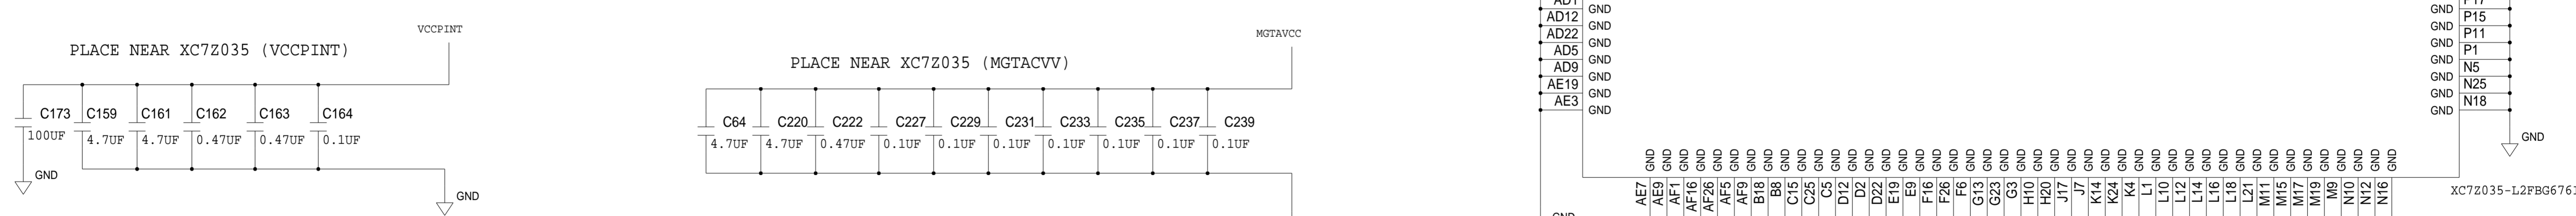 VCCPINT
PLACE NEAR XC7Z035 (VCCPINT)
C173 C159 C161 C162 C163 C164
100UF 4.7UF 4.7UF 0.47UF 0.47UF 0.1UF
GND
GND
MGTAVCC
PLACE NEAR XC7Z035 (MGTACVV)
C64 C220 C222 C227 C229 C231 C233 C235 C237 C239
4.7UF 4.7UF 0.47UF 0.1UF 0.1UF 0.1UF 0.1UF 0.1UF 0.1UF 0.1UF
AD1 GND
AD12 GND
AD22 GND
AD5 GND
AD9 GND
AE19 GND
AE3 GND
GND P17
GND P15
GND P11
GND P1
GND N5
GND N25
GND N18
GND
GND GND GND GND GND GND GND GND GND GND GND GND GND GND GND GND GND GND GND GND GND GND GND GND GND GND GND GND GND GND GND GND GND GND GND GND GND GND GND GND GND GND GND GND GND
AE7 AE9 AF1 AF16 AF26 AF5 AF9 B18 B8 C15 C25 C5 D12 D2 D22 E19 E9 F16 F26 F6 G13 G23 G3 H10 H20 J17 J7 K14 K24 K4 L1 L10 L12 L14 L16 L18 L21 M11 M15 M17 M19 M9 N10 N12 N16
XC7Z035-L2FBG676I
GND